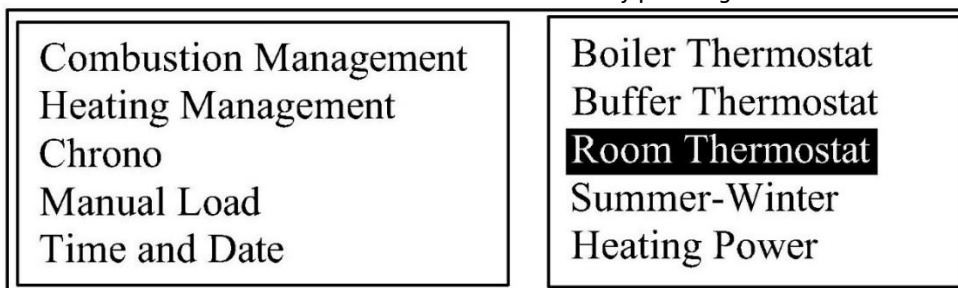 Combustion Management
Heating Management
Chrono
Manual Load
Time and Date
Boiler Thermostat
Buffer Thermostat
Room Thermostat
Summer-Winter
Heating Power